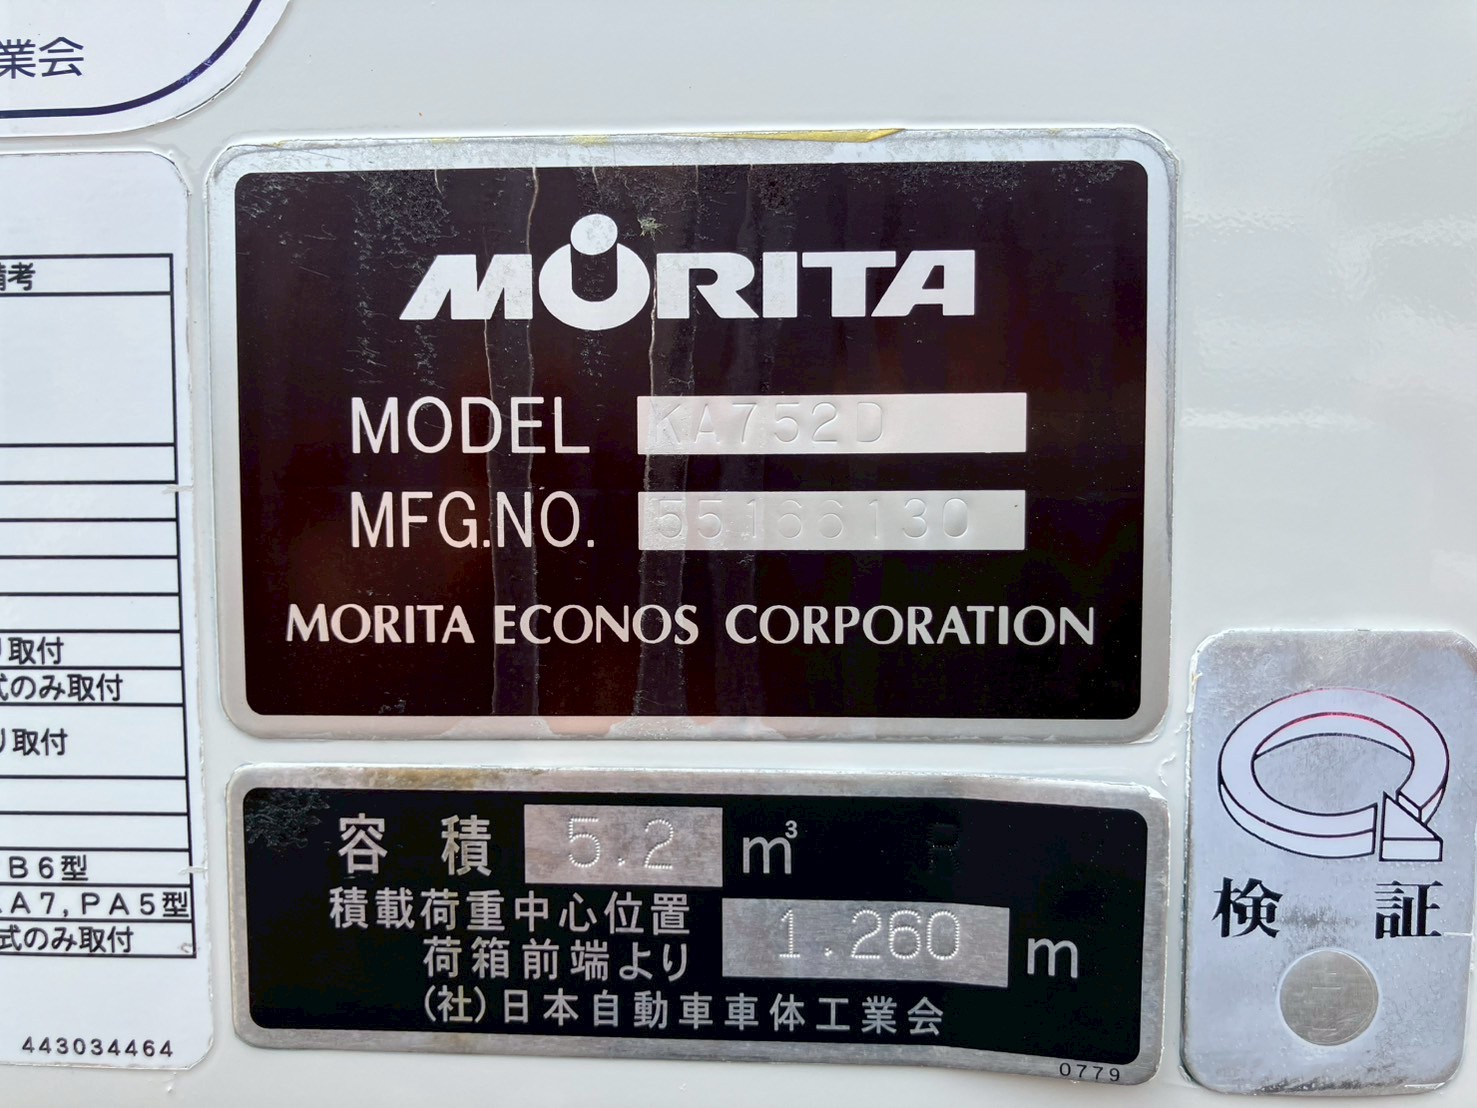 業会
備考
取付
式のみ取付
り取付
B6型
KA7,PA5型
式のみ取付
443034464
MORITA
MODEL KA752D
MFG.NO. 55166130
MORITA ECONOS CORPORATION
容 積 5.2 m³
積載荷重中心位置
荷箱前端より 1.260 m
(社)日本自動車車体工業会
0779
検 証